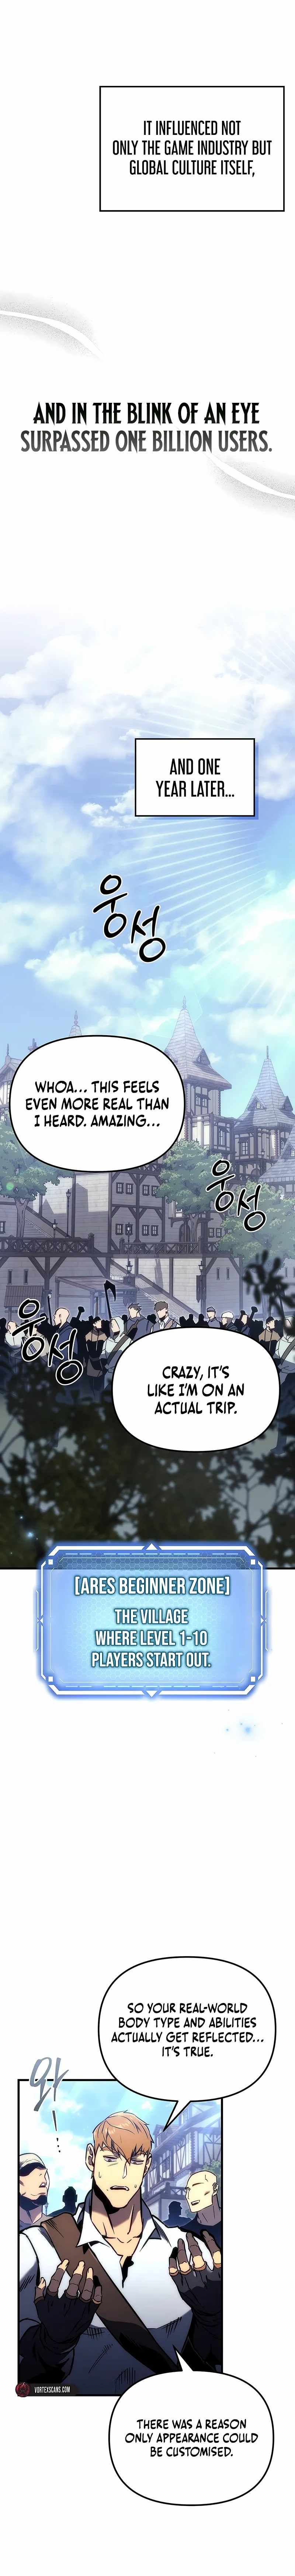 IT INFLUENCED NOT
ONLY THE GAME INDUSTRY BUT
GLOBAL CULTURE ITSELF,
AND IN THE BLINK OF AN EYE
SURPASSED ONE BILLION USERS.
AND ONE
YEAR LATER...
웅성
WHOA... THIS FEELS
EVEN MORE REAL THAN
I HEARD. AMAZING...
웅성
웅성
CRAZY, IT'S
LIKE I'M ON AN
ACTUAL TRIP.
[ARES BEGINNER ZONE]
THE VILLAGE
WHERE LEVEL 1-10
PLAYERS START OUT.
SO YOUR REAL-WORLD
BODY TYPE AND ABILITIES
ACTUALLY GET REFLECTED...
IT'S TRUE.
와
VORTEXSCANS.COM
THERE WAS A REASON
ONLY APPEARANCE COULD
BE CUSTOMISED.